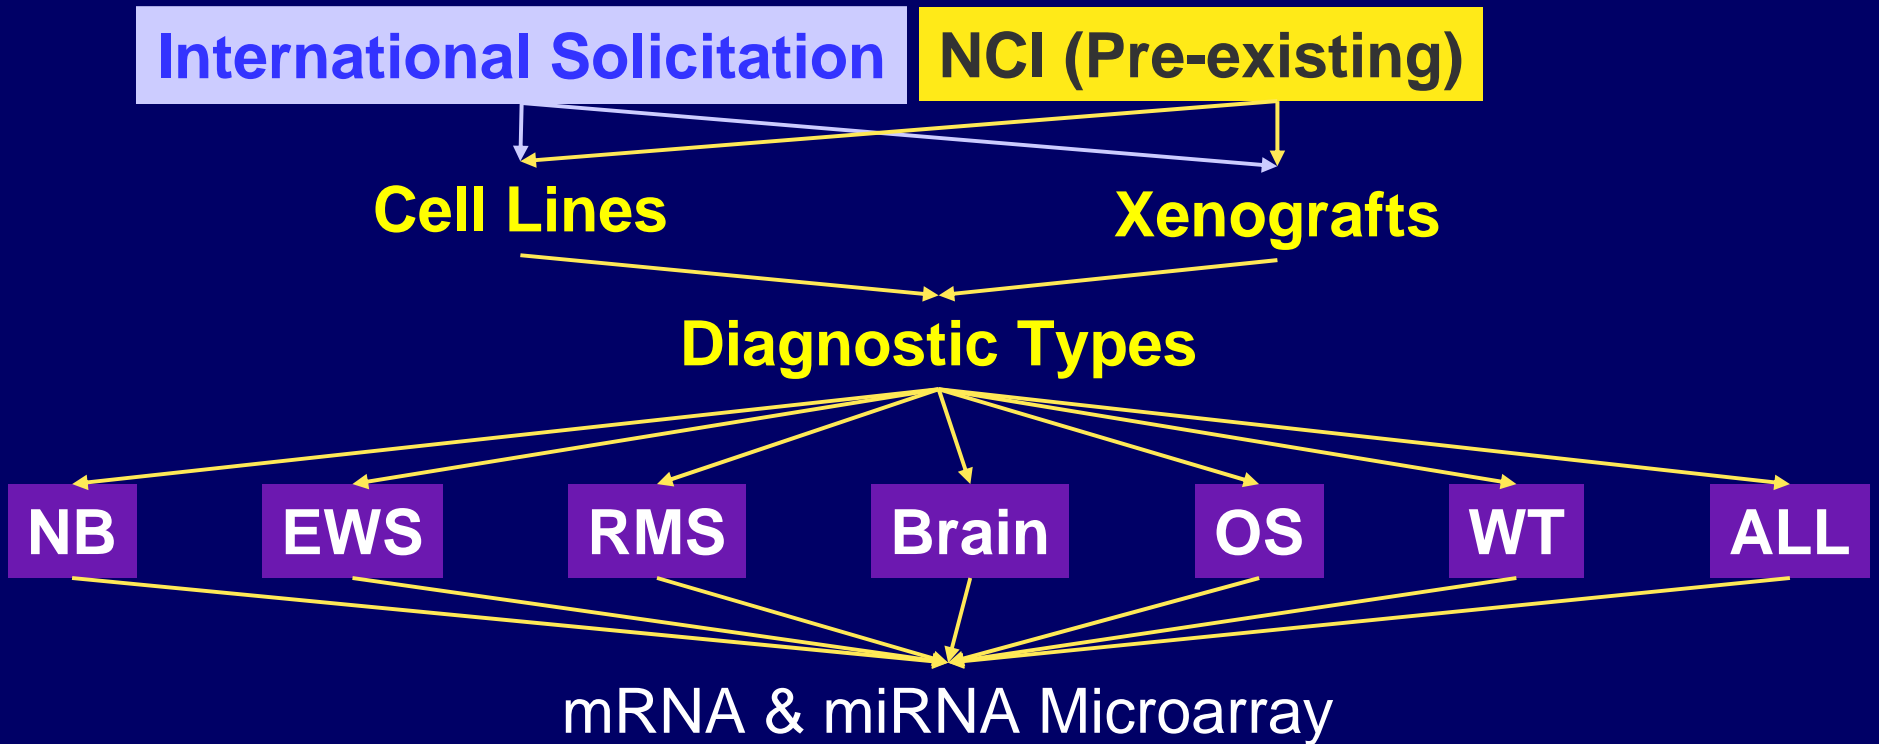 International Solicitation
NCI (Pre-existing)
Cell Lines
Xenografts
Diagnostic Types
NB
EWS
RMS
Brain
OS
WT
ALL
mRNA & miRNA Microarray